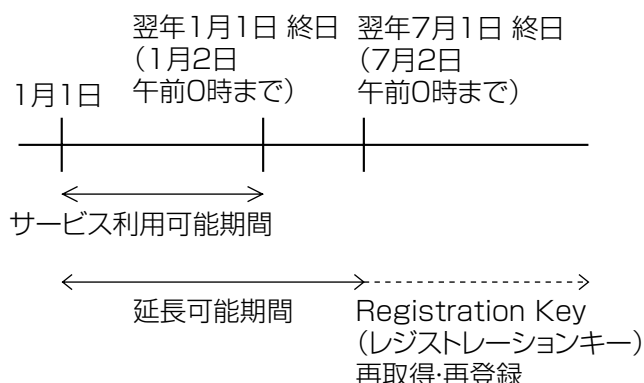 翌年1月1日 終日
(1月2日
午前0時まで)
翌年7月1日 終日
(7月2日
午前0時まで)
1月1日
サービス利用可能期間
延長可能期間
Registration Key
(レジストレーションキー)
再取得・再登録